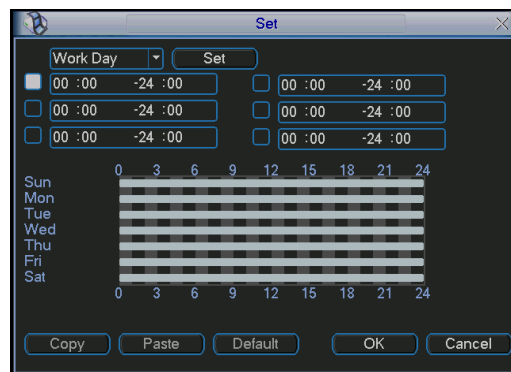 Set
Work Day Set
00 :00 -24 :00 00 :00 -24 :00
00 :00 -24 :00 00 :00 -24 :00
00 :00 -24 :00 00 :00 -24 :00
0 3 6 9 12 15 18 21 24
Sun
Mon
Tue
Wed
Thu
Fri
Sat
0 3 6 9 12 15 18 21 24
Copy Paste Default OK Cancel